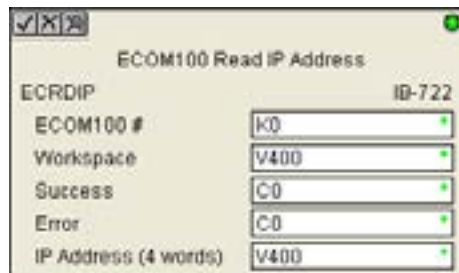 ECOM100 Read IP Address
ECRDIP IB-722
ECOM100 # K0
Workspace V400
Success C0
Error C0
IP Address (4 words) V400